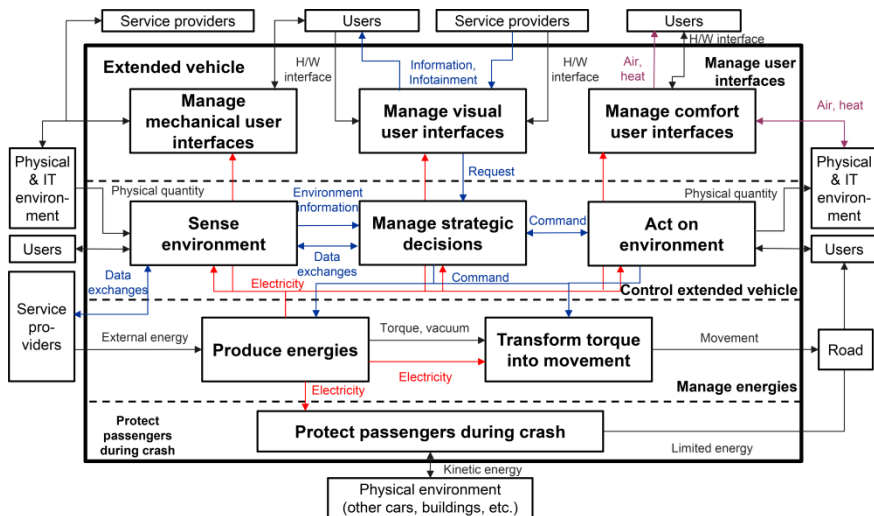 Service providers
Users
Service providers
Users
H/W interface
Extended vehicle
H/W
interface
Information,
Infotainment
H/W
interface
Air,
heat
Manage user
interfaces
Manage
mechanical user
interfaces
Manage visual
user interfaces
Manage comfort
user interfaces
Air, heat
Physical
& IT
environ-
ment
Request
Physical
& IT
environ-
ment
Physical quantity
Environment
information
Physical quantity
Sense
environment
Manage strategic
decisions
Command
Act on
environment
Users
Users
Data
exchanges
Data
exchanges
Electricity
Command
Control extended vehicle
Service
pro-
viders
External energy
Produce energies
Torque, vacuum
Transform torque
into movement
Movement
Road
Electricity
Electricity
Manage energies
Protect
passengers
during crash
Protect passengers during crash
Limited energy
Kinetic energy
Physical environment
(other cars, buildings, etc.)